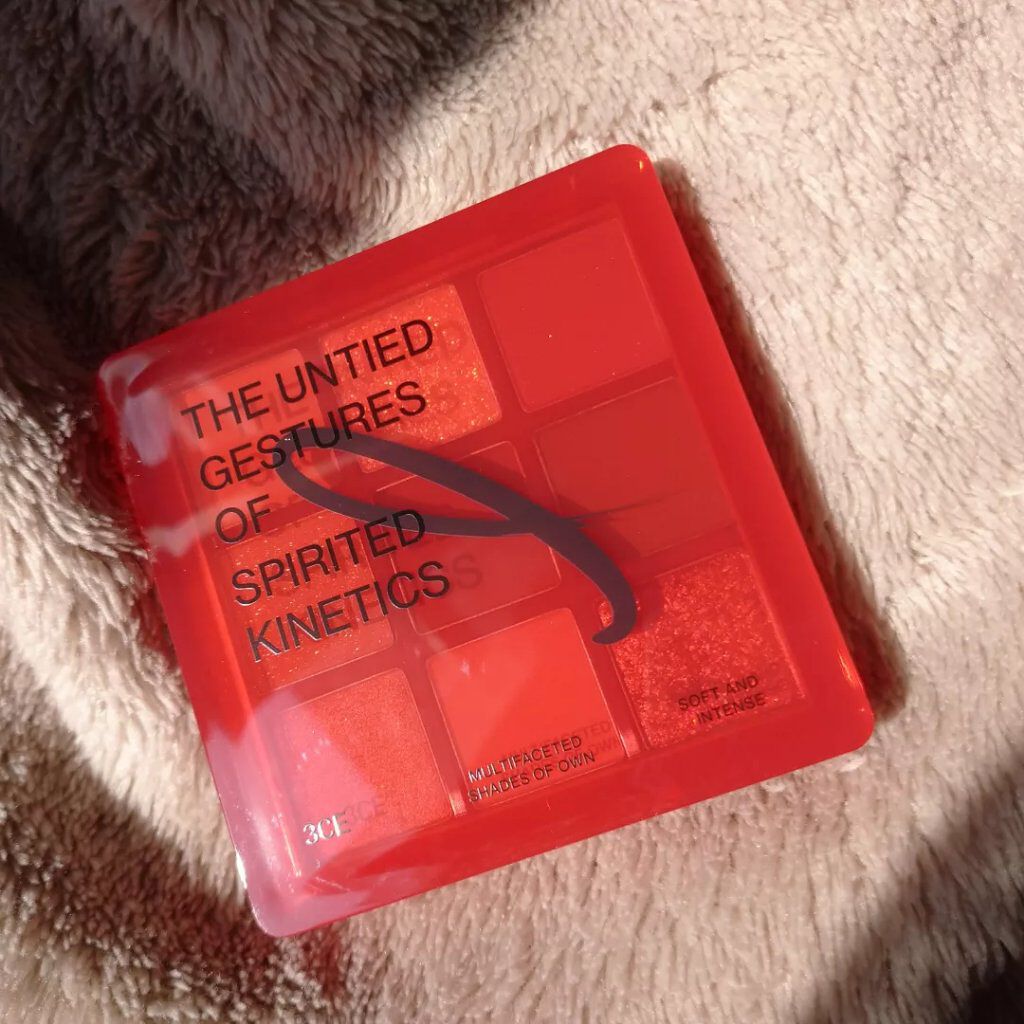 THE UNTIED
GESTURES
OF
SPIRITED
KINETICS
SOFT AND
INTENSE
MULTIFACETED
SHADES OF OWN
3CE